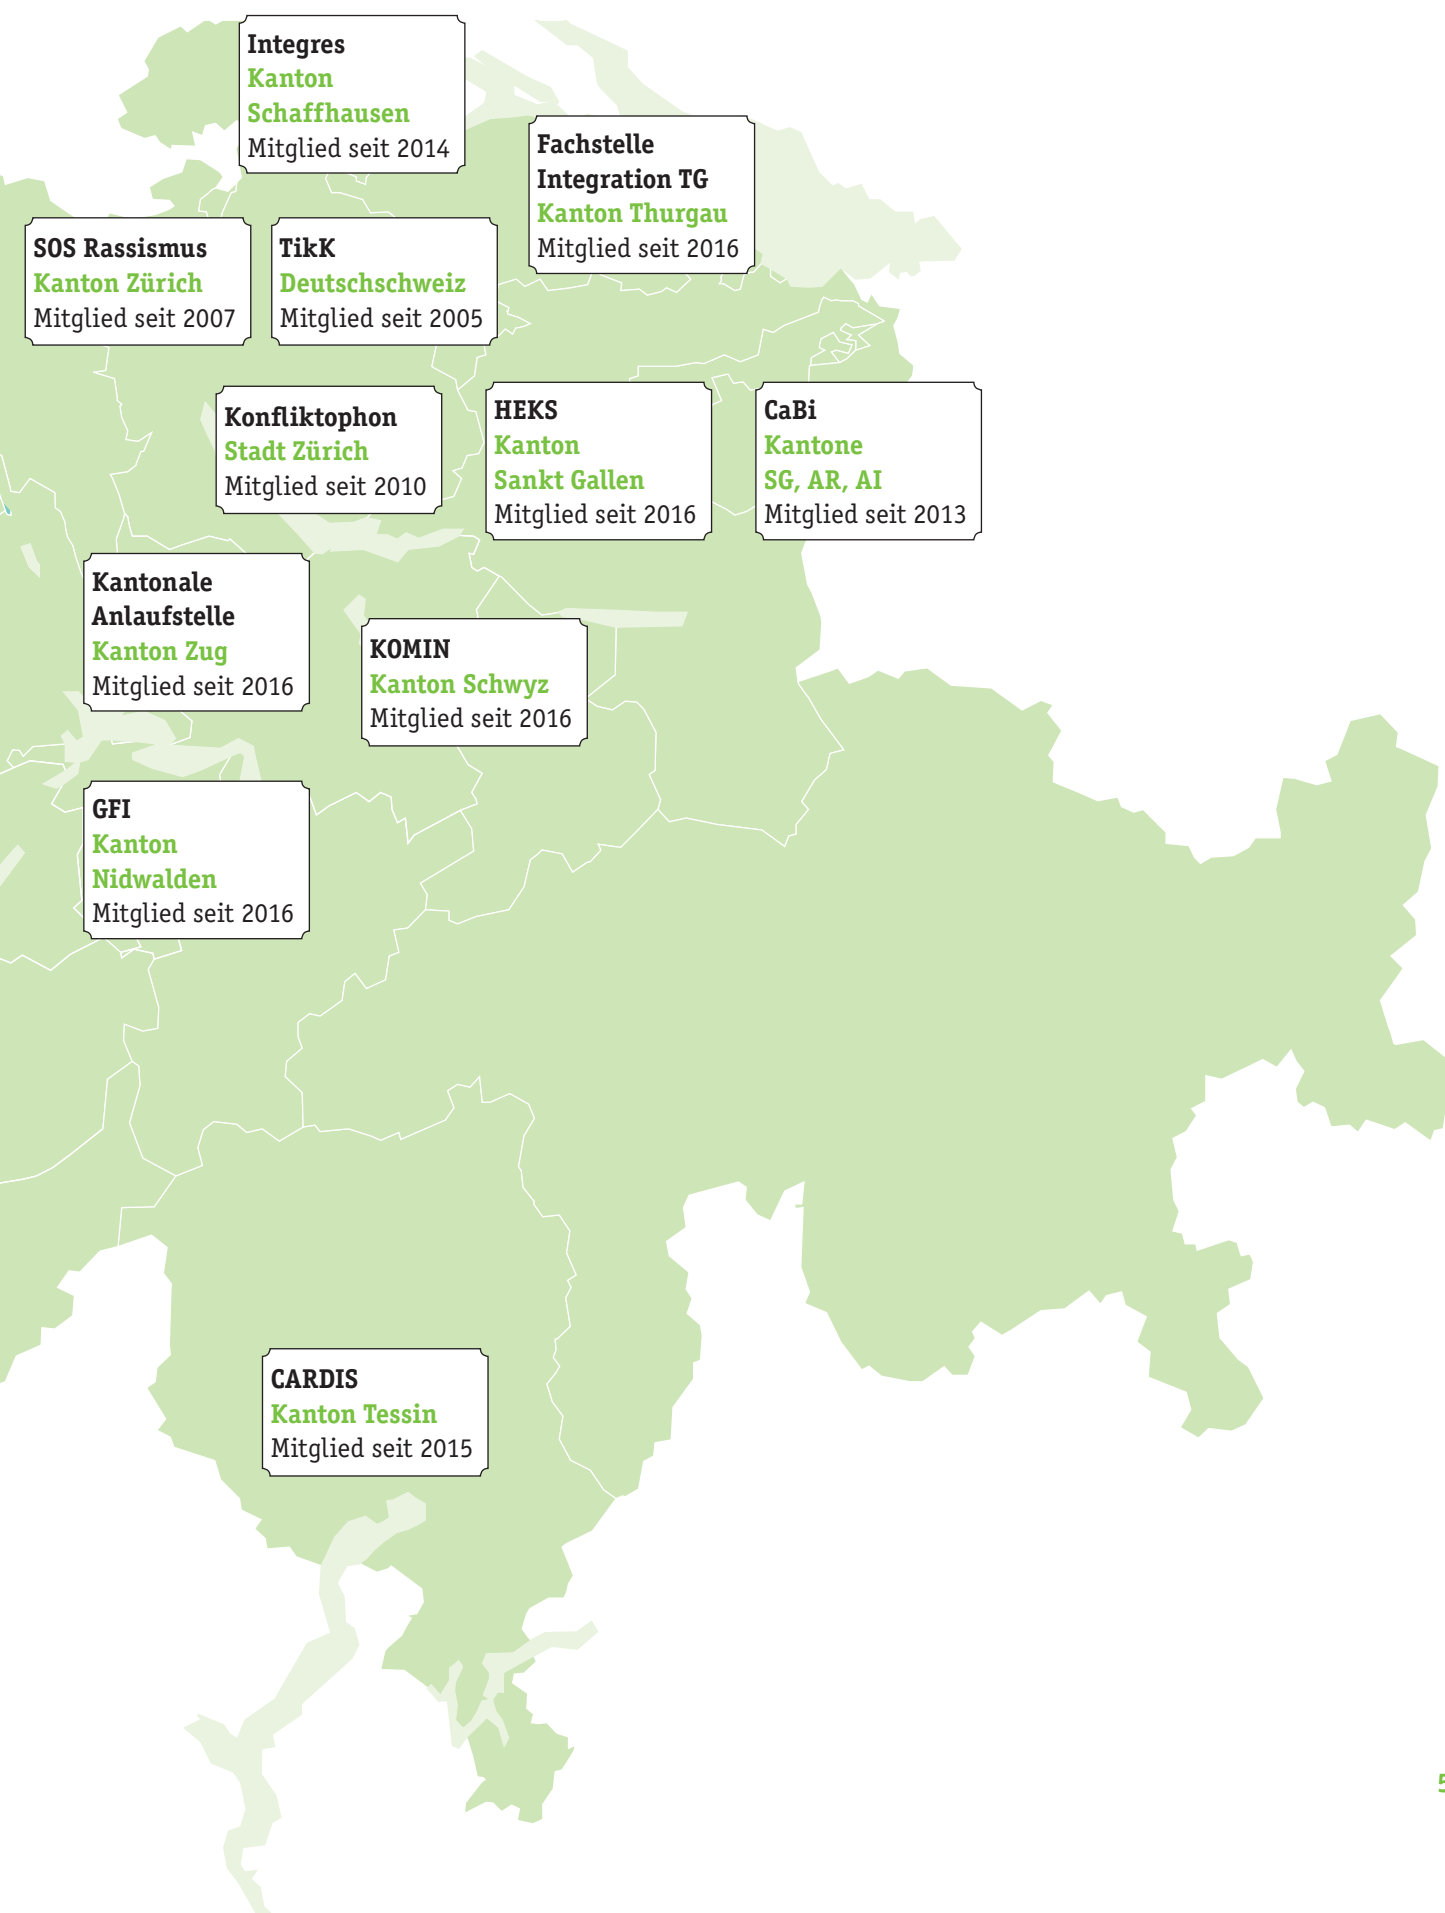 Integres
Kanton
Schaffhausen
Mitglied seit 2014
Fachstelle
Integration TG
Kanton Thurgau
Mitglied seit 2016
SOS Rassismus
Kanton Zürich
Mitglied seit 2007
TikK
Deutschschweiz
Mitglied seit 2005
Konfliktophon
Stadt Zürich
Mitglied seit 2010
HEKS
Kanton
Sankt Gallen
Mitglied seit 2016
CaBi
Kantone
SG, AR, AI
Mitglied seit 2013
Kantonale
Anlaufstelle
Kanton Zug
Mitglied seit 2016
KOMIN
Kanton Schwyz
Mitglied seit 2016
GFI
Kanton
Nidwalden
Mitglied seit 2016
CARDIS
Kanton Tessin
Mitglied seit 2015